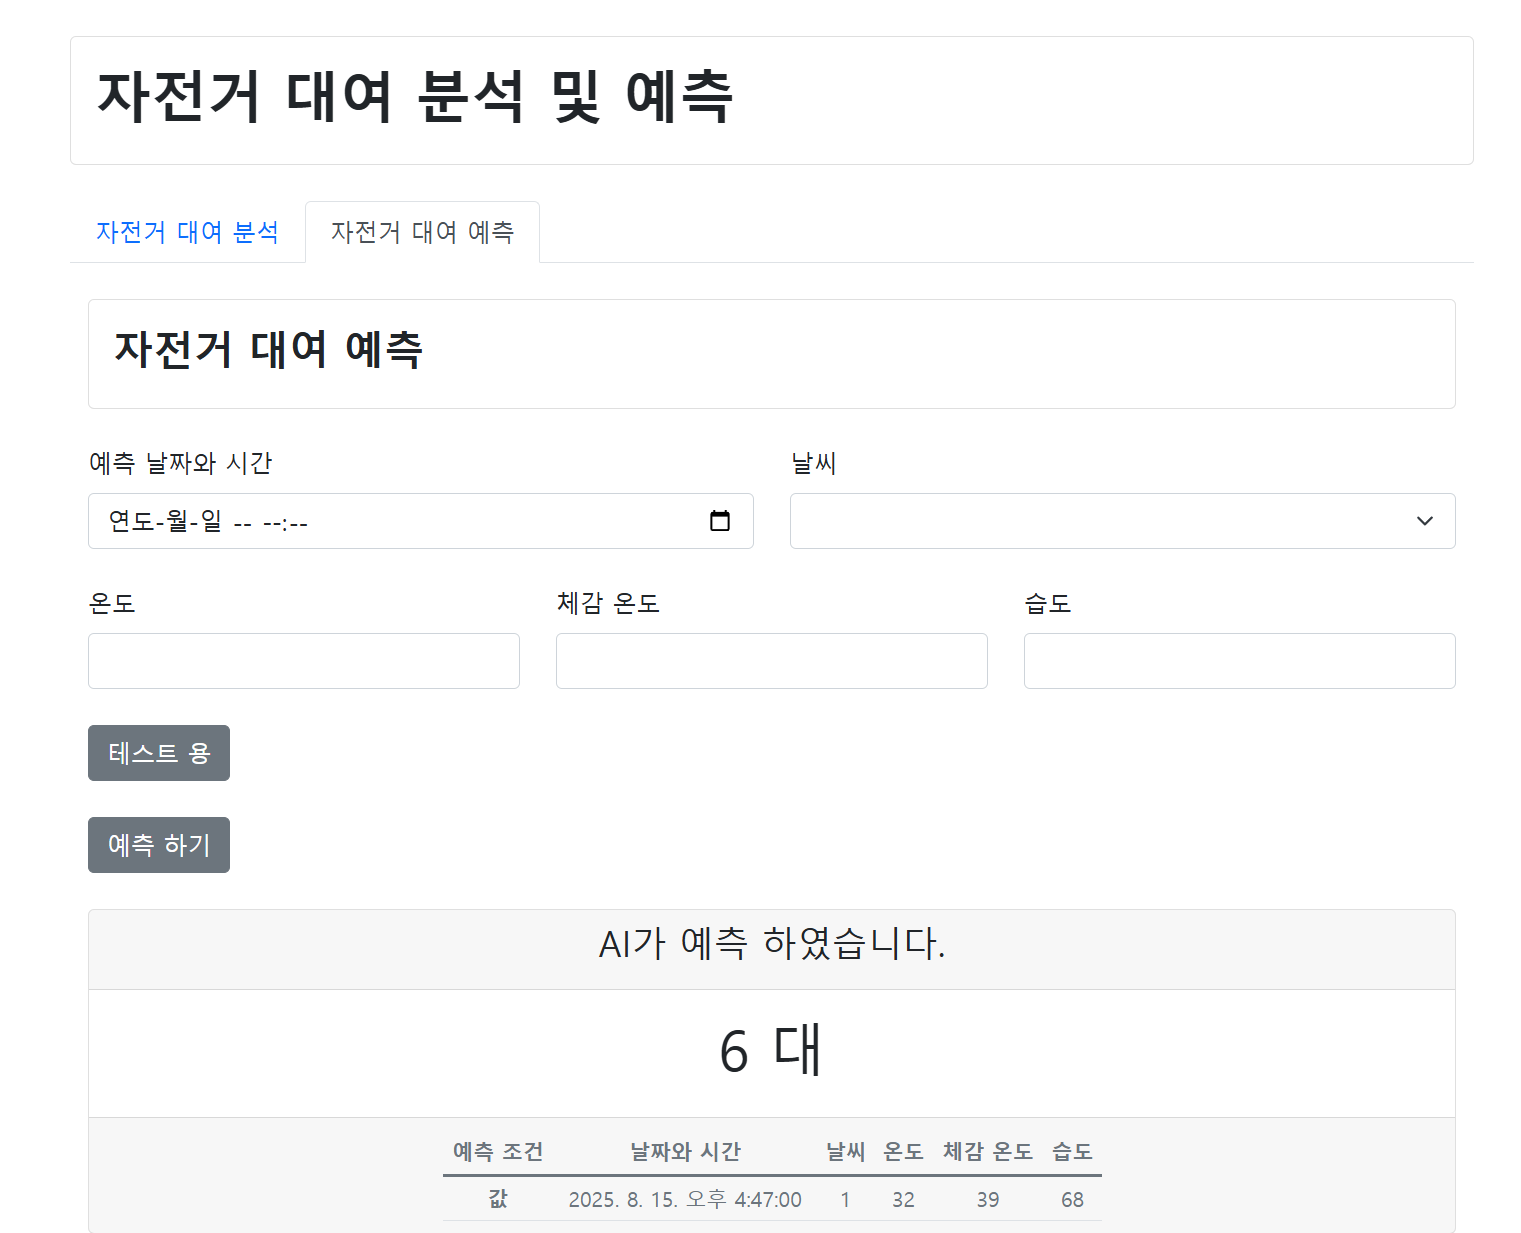 자전거 대여 분석 및 예측
자전거 대여 분석 자전거 대여 예측
자전거 대여 예측
예측 날짜와 시간 날씨
연도-월-일 -- --:--
온도 체감 온도 습도
테스트 용
예측 하기
AI가 예측 하였습니다.
6 대
예측 조건 날짜와 시간 날씨 온도 체감 온도 습도
값 2025. 8. 15. 오후 4:47:00 1 32 39 68